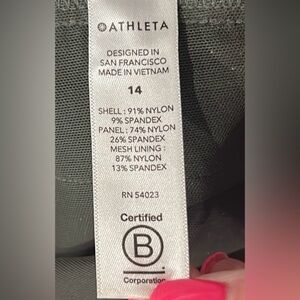 ATHLETA
DESIGNED IN
SAN FRANCISCO
MADE IN VIETNAM
14
SHELL : 91% NYLON
9% SPANDEX
PANEL : 74% NYLON
26% SPANDEX
MESH LINING :
87% NYLON
13% SPANDEX
RN 54023
Certified
B
Corporation